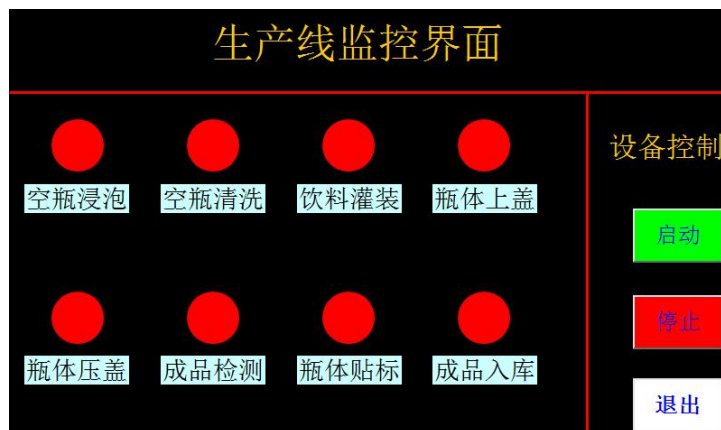 生产线监控界面
设备控制
空瓶浸泡 空瓶清洗 饮料灌装 瓶体上盖
启动
停止
瓶体压盖 成品检测 瓶体贴标 成品入库
退出